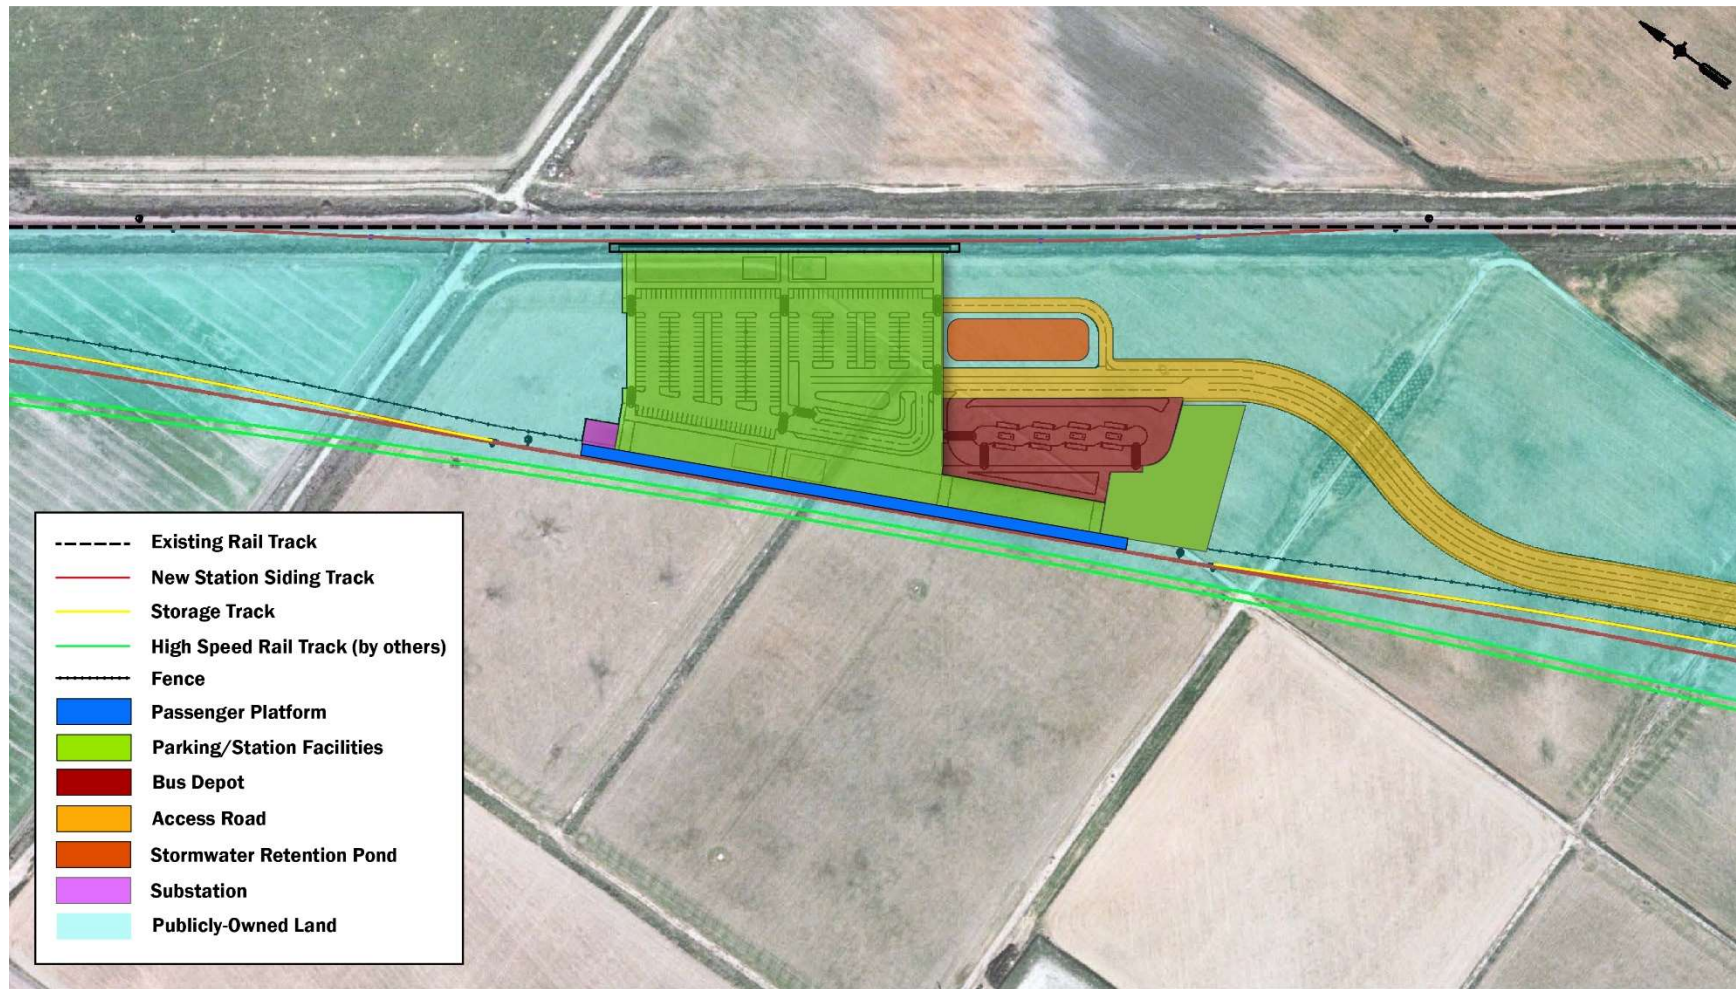 Existing Rail Track
New Station Siding Track
Storage Track
High Speed Rail Track (by others)
Fence
Passenger Platform
Parking/Station Facilities
Bus Depot
Access Road
Stormwater Retention Pond
Substation
Publicly-Owned Land